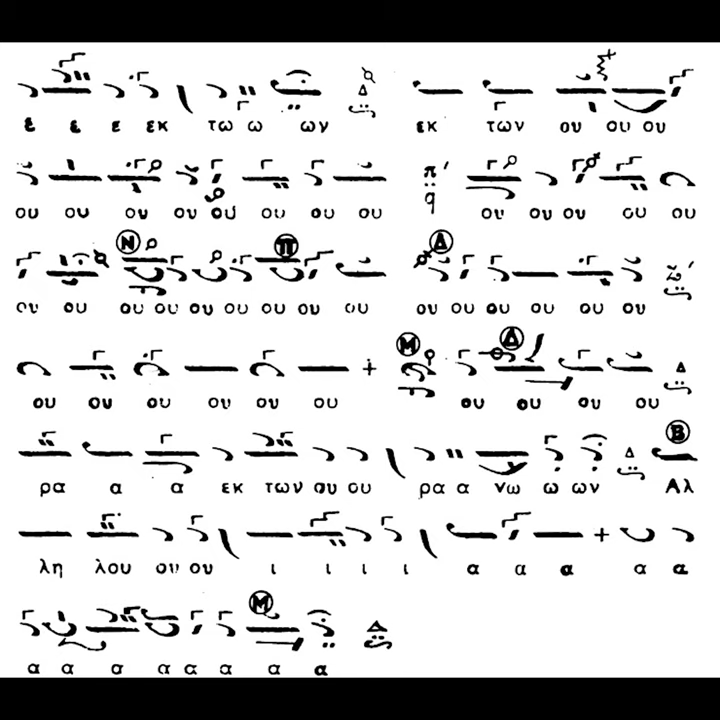 ε ε ε εκ τω ω ων εκ των ου ου ου
ου ου ου ου ού ου ου ου π΄ q ου ου ου ου ου
ου ου Ν ου ου ου ου ου Π ου ου Δ ου ου ου ου ου ου Ζ΄
ου ου ου ου ου ου Μ ου Δ ου ου ου Δ
ρα α α εκ των ου ου ρα α νω ω ων Δ Β Αλ
λη λου ου ου ι ι ι ι α α α α α
α α α α α α Μ α α Δ